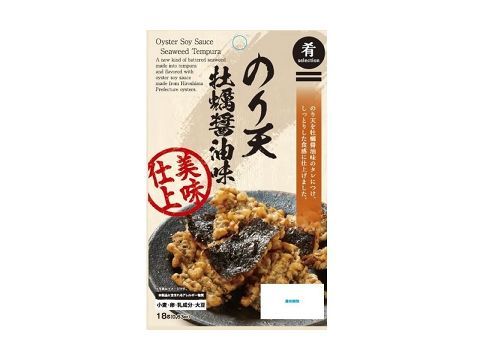 Oyster Soy Sauce
Seaweed Tempura
A new kind of battered seaweed
made into tempura
and flavored with
oyster soy sauce
made from Hiroshima
Prefecture oysters.
肴
selection
のり天
牡蠣醤油味
のり天を牡蠣醤油味のタレにつけ、
しっとりした食感に仕上げました。
美味
仕上
小麦・卵・乳成分・大豆